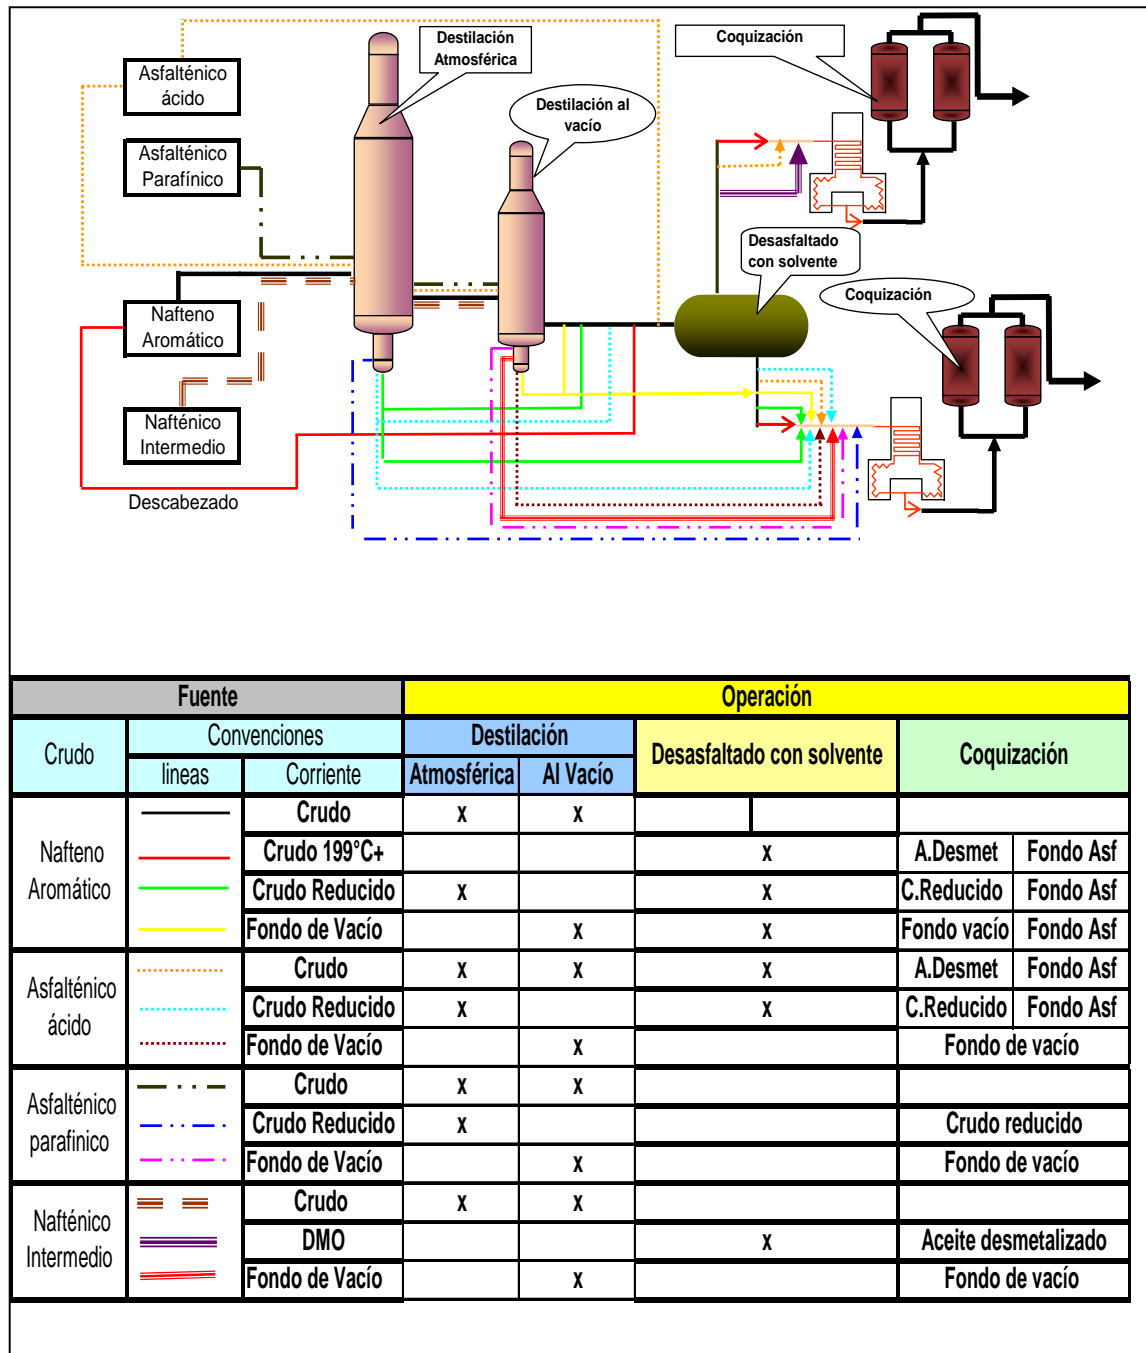 Destilación
Atmosférica
Coquización
Asfalténico
ácido
Destilación al
vacío
Asfalténico
Parafínico
Desasfaltado
con solvente
Coquización
Nafteno
Aromático
Nafténico
Intermedio
Descabezado
Fuente Operación
Crudo Convenciones Destilación Desasfaltado con solvente Coquización
lineas Corriente Atmosférica Al Vacío
Nafteno
Aromático
Crudo x x
Crudo 199°C+ x A.Desmet Fondo Asf
Crudo Reducido x x C.Reducido Fondo Asf
Fondo de Vacío x x Fondo vacío Fondo Asf
Asfalténico
ácido
Crudo x x x A.Desmet Fondo Asf
Crudo Reducido x x C.Reducido Fondo Asf
Fondo de Vacío x Fondo de vacío
Asfalténico
parafinico
Crudo x x
Crudo Reducido x Crudo reducido
Fondo de Vacío x Fondo de vacío
Nafténico
Intermedio
Crudo x x
DMO x Aceite desmetalizado
Fondo de Vacío x Fondo de vacío